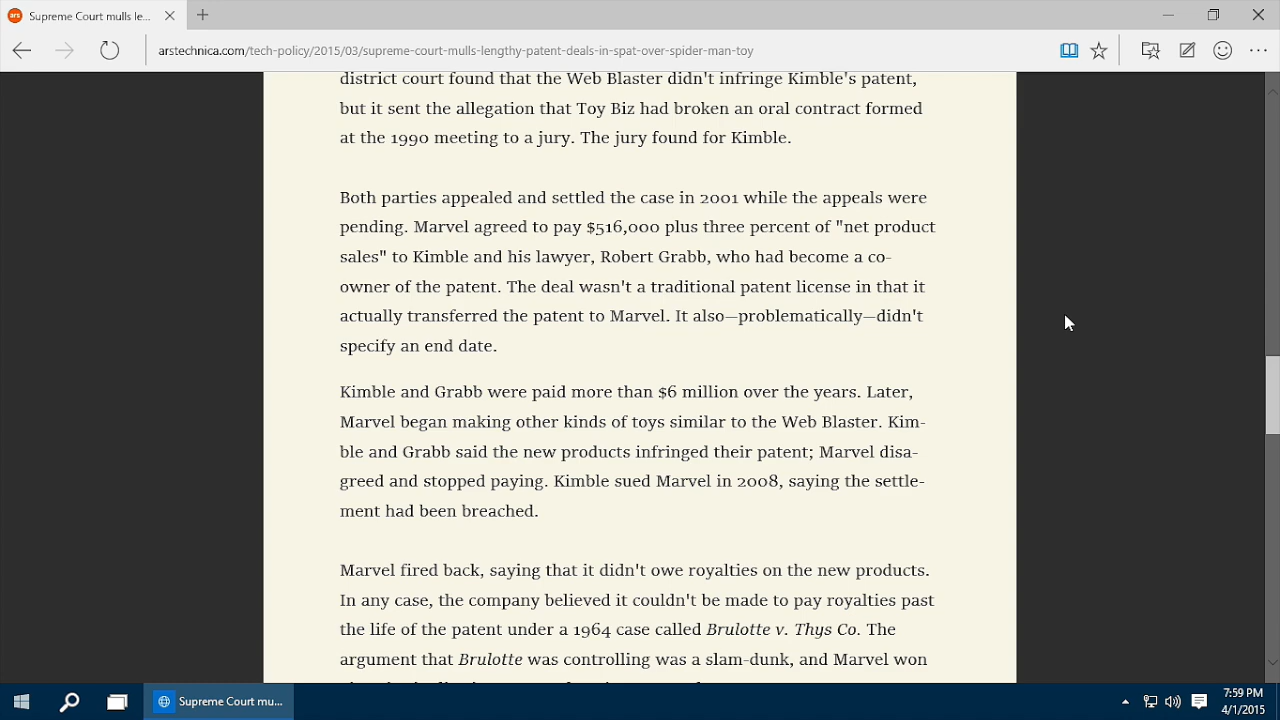 ars Supreme Court mulls le...
arstechnica.com/tech-policy/2015/03/supreme-court-mulls-lengthy-patent-deals-in-spat-over-spider-man-toy
district court found that the Web Blaster didn't infringe Kimble's patent,
but it sent the allegation that Toy Biz had broken an oral contract formed
at the 1990 meeting to a jury. The jury found for Kimble.
Both parties appealed and settled the case in 2001 while the appeals were
pending. Marvel agreed to pay $516,000 plus three percent of "net product
sales" to Kimble and his lawyer, Robert Grabb, who had become a co-
owner of the patent. The deal wasn't a traditional patent license in that it
actually transferred the patent to Marvel. It also—problematically—didn't
specify an end date.
Kimble and Grabb were paid more than $6 million over the years. Later,
Marvel began making other kinds of toys similar to the Web Blaster. Kim-
ble and Grabb said the new products infringed their patent; Marvel disa-
greed and stopped paying. Kimble sued Marvel in 2008, saying the settle-
ment had been breached.
Marvel fired back, saying that it didn't owe royalties on the new products.
In any case, the company believed it couldn't be made to pay royalties past
the life of the patent under a 1964 case called Brulotte v. Thys Co. The
argument that Brulotte was controlling was a slam-dunk, and Marvel won
Supreme Court mu...
7:59 PM
4/1/2015